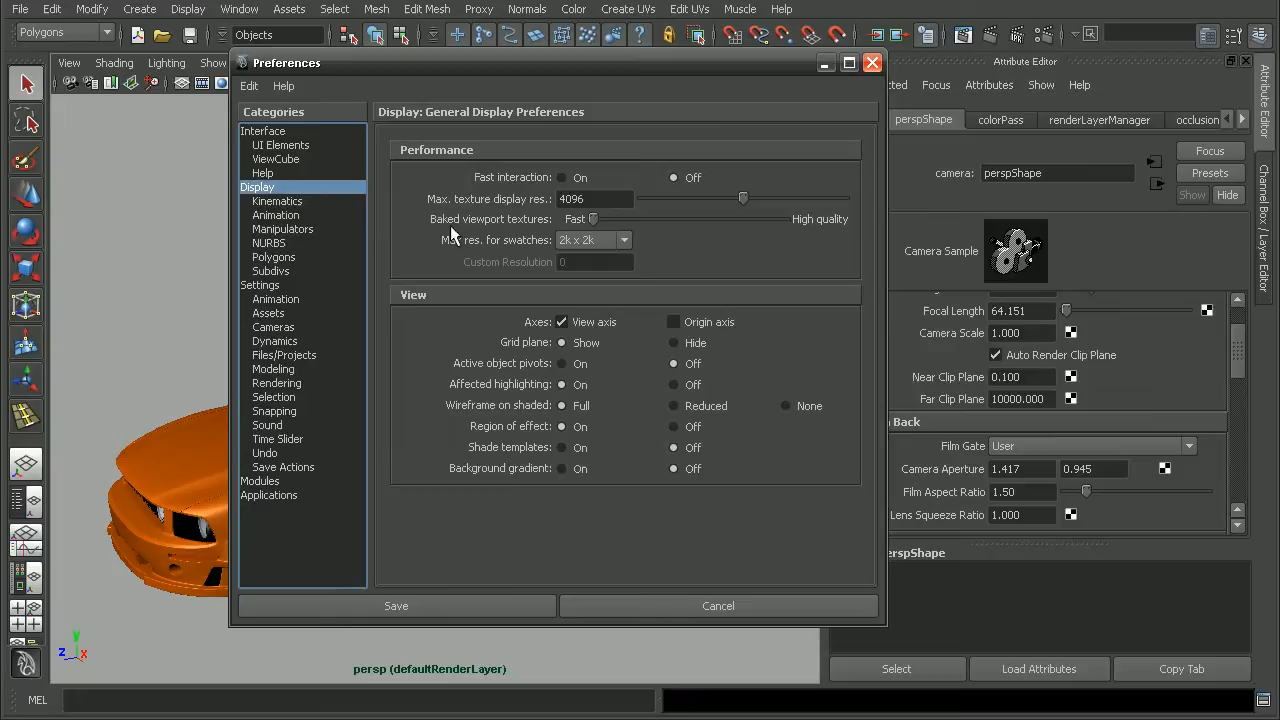 File Edit Modify Create Display Window Assets Select Mesh Edit Mesh Proxy Normals Color Create UVs Edit UVs Muscle Help
Polygons Objects
View Shading Lighting Show
Preferences
Edit Help
Categories
Interface
UI Elements
ViewCube
Help
Display
Kinematics
Animation
Manipulators
NURBS
Polygons
Subdivs
Settings
Animation
Assets
Cameras
Dynamics
Files/Projects
Modeling
Rendering
Selection
Snapping
Sound
Time Slider
Undo
Save Actions
Modules
Applications
Display: General Display Preferences
Performance
Fast interaction: On Off
Max. texture display res.: 4096
Baked viewport textures: Fast High quality
res. for swatches: 2k x 2k
Custom Resolution 0
View
Axes: View axis Origin axis
Grid plane: Show Hide
Active object pivots: On Off
Affected highlighting: On Off
Wireframe on shaded: Full Reduced None
Region of effect: On Off
Shade templates: On Off
Background gradient: On Off
Save Cancel
Attribute Editor
Focus Attributes Show Help
perspShape colorPass renderLayerManager occlusion
camera: perspShape
Focus
Presets
Show Hide
Camera Sample
Focal Length 64.151
Camera Scale 1.000
Auto Render Clip Plane
Near Clip Plane 0.100
Far Clip Plane 10000.000
Back
Film Gate User
Camera Aperture 1.417 0.945
Film Aspect Ratio 1.50
Lens Squeeze Ratio 1.000
perspShape
Select Load Attributes Copy Tab
Attribute Editor
Channel Box / Layer Editor
y
z x
persp (defaultRenderLayer)
MEL